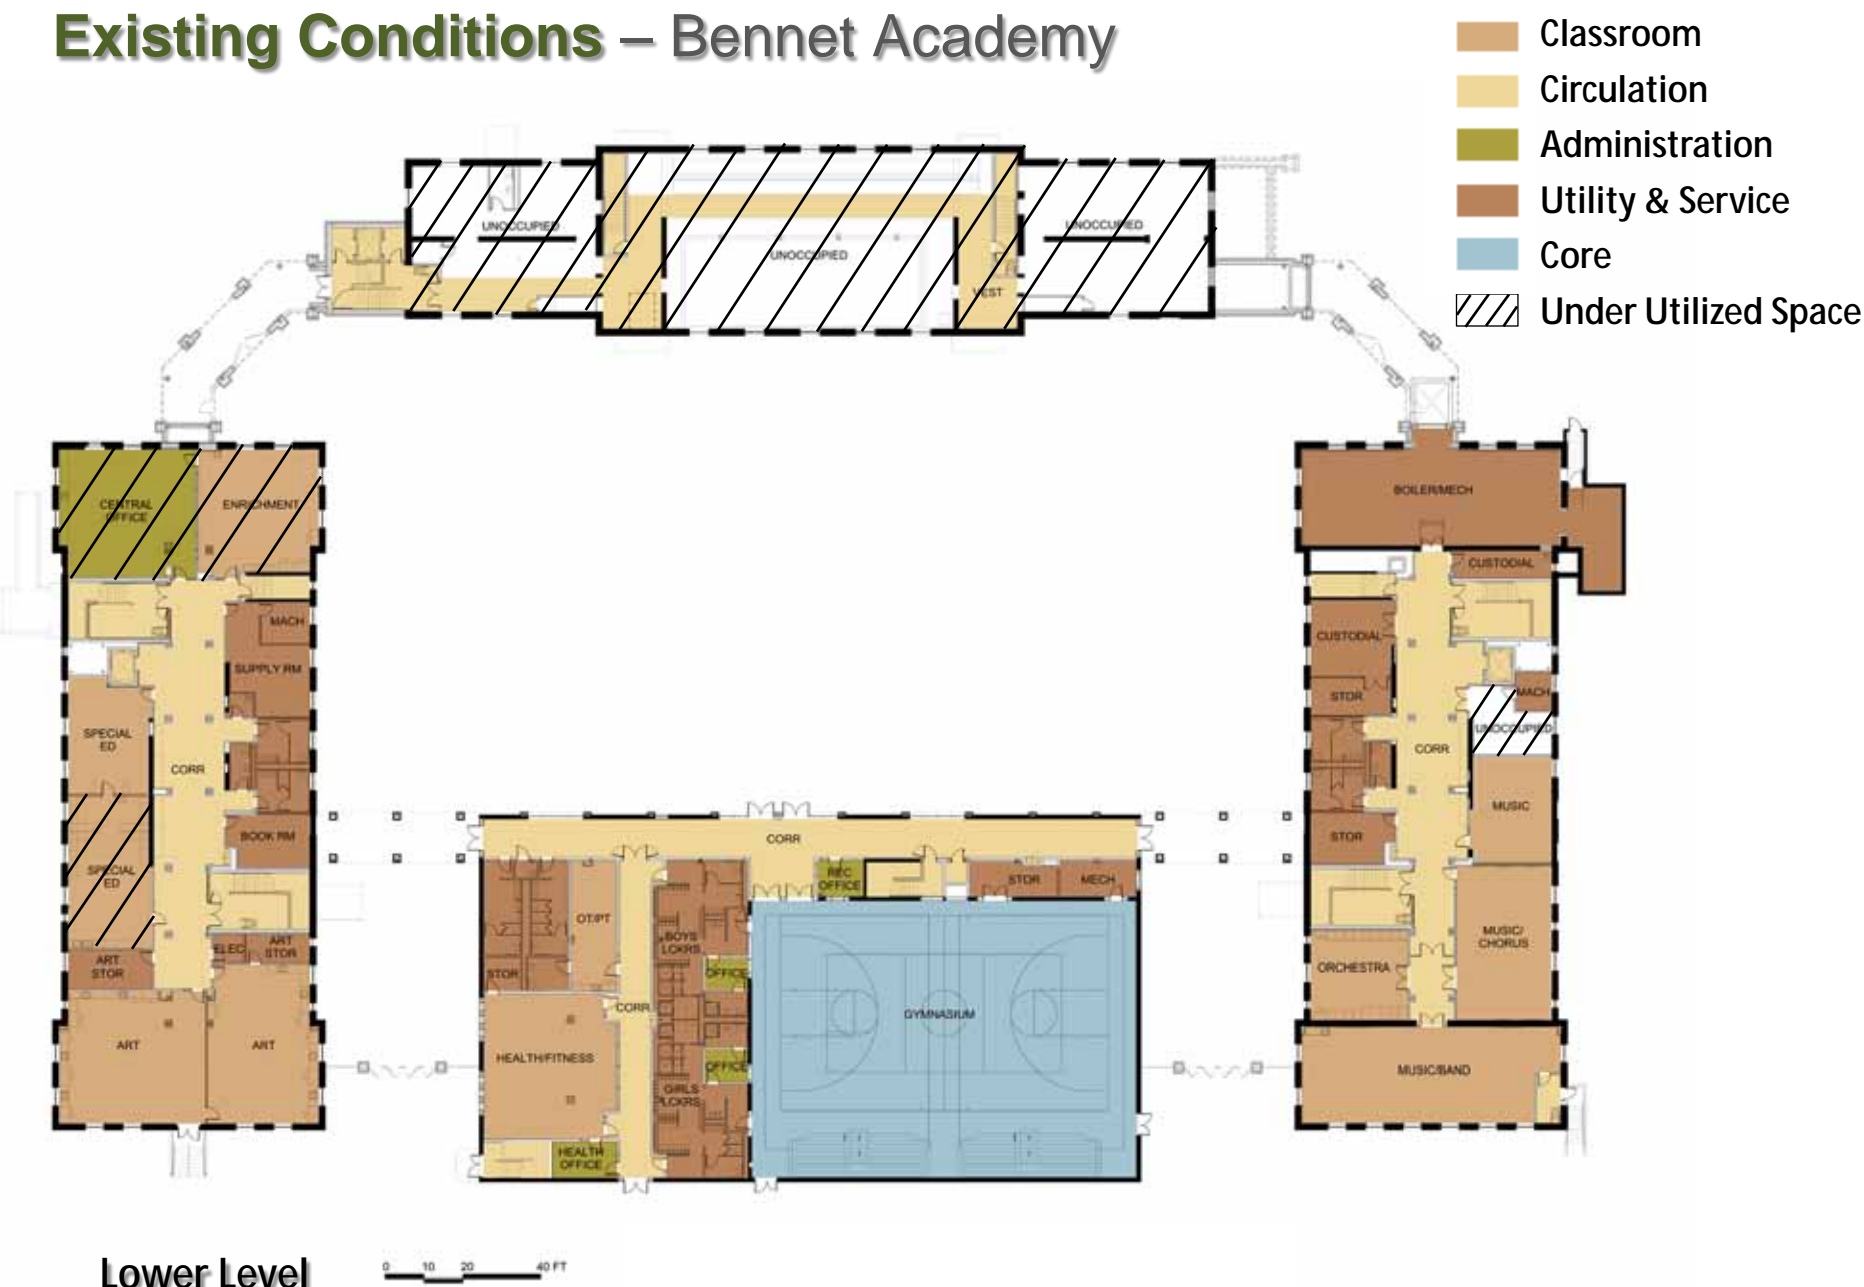 Existing Conditions – Bennet Academy
Classroom
Circulation
Administration
Utility & Service
Core
Under Utilized Space
UNOCCUPIED
UNOCCUPIED
UNOCCUPIED
VEST
CENTRAL
OFFICE
ENRICHMENT
MACH
SUPPLY RM
SPECIAL
ED
CORR
BOOK RM
SPECIAL
ED
ELEC
ART
STOR
ART
STOR
ART
ART
CORR
REC
OFFICE
STOR
MECH
OT/PT
BOYS
LCKRS
OFFICE
STOR
CORR
GYMNASIUM
HEALTH/FITNESS
OFFICE
GIRLS
LCKRS
HEALTH
OFFICE
BOILER/MECH
CUSTODIAL
CUSTODIAL
STOR
MACH
UNOCCUPIED
CORR
MUSIC
STOR
MUSIC/
CHORUS
ORCHESTRA
MUSIC/BAND
Lower Level
0 10 20 40 FT